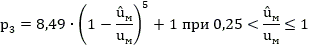 p₃ = 8,49 · (1 − û_м/u_м)⁵ + 1 при 0,25 < û_м/u_м ≤ 1